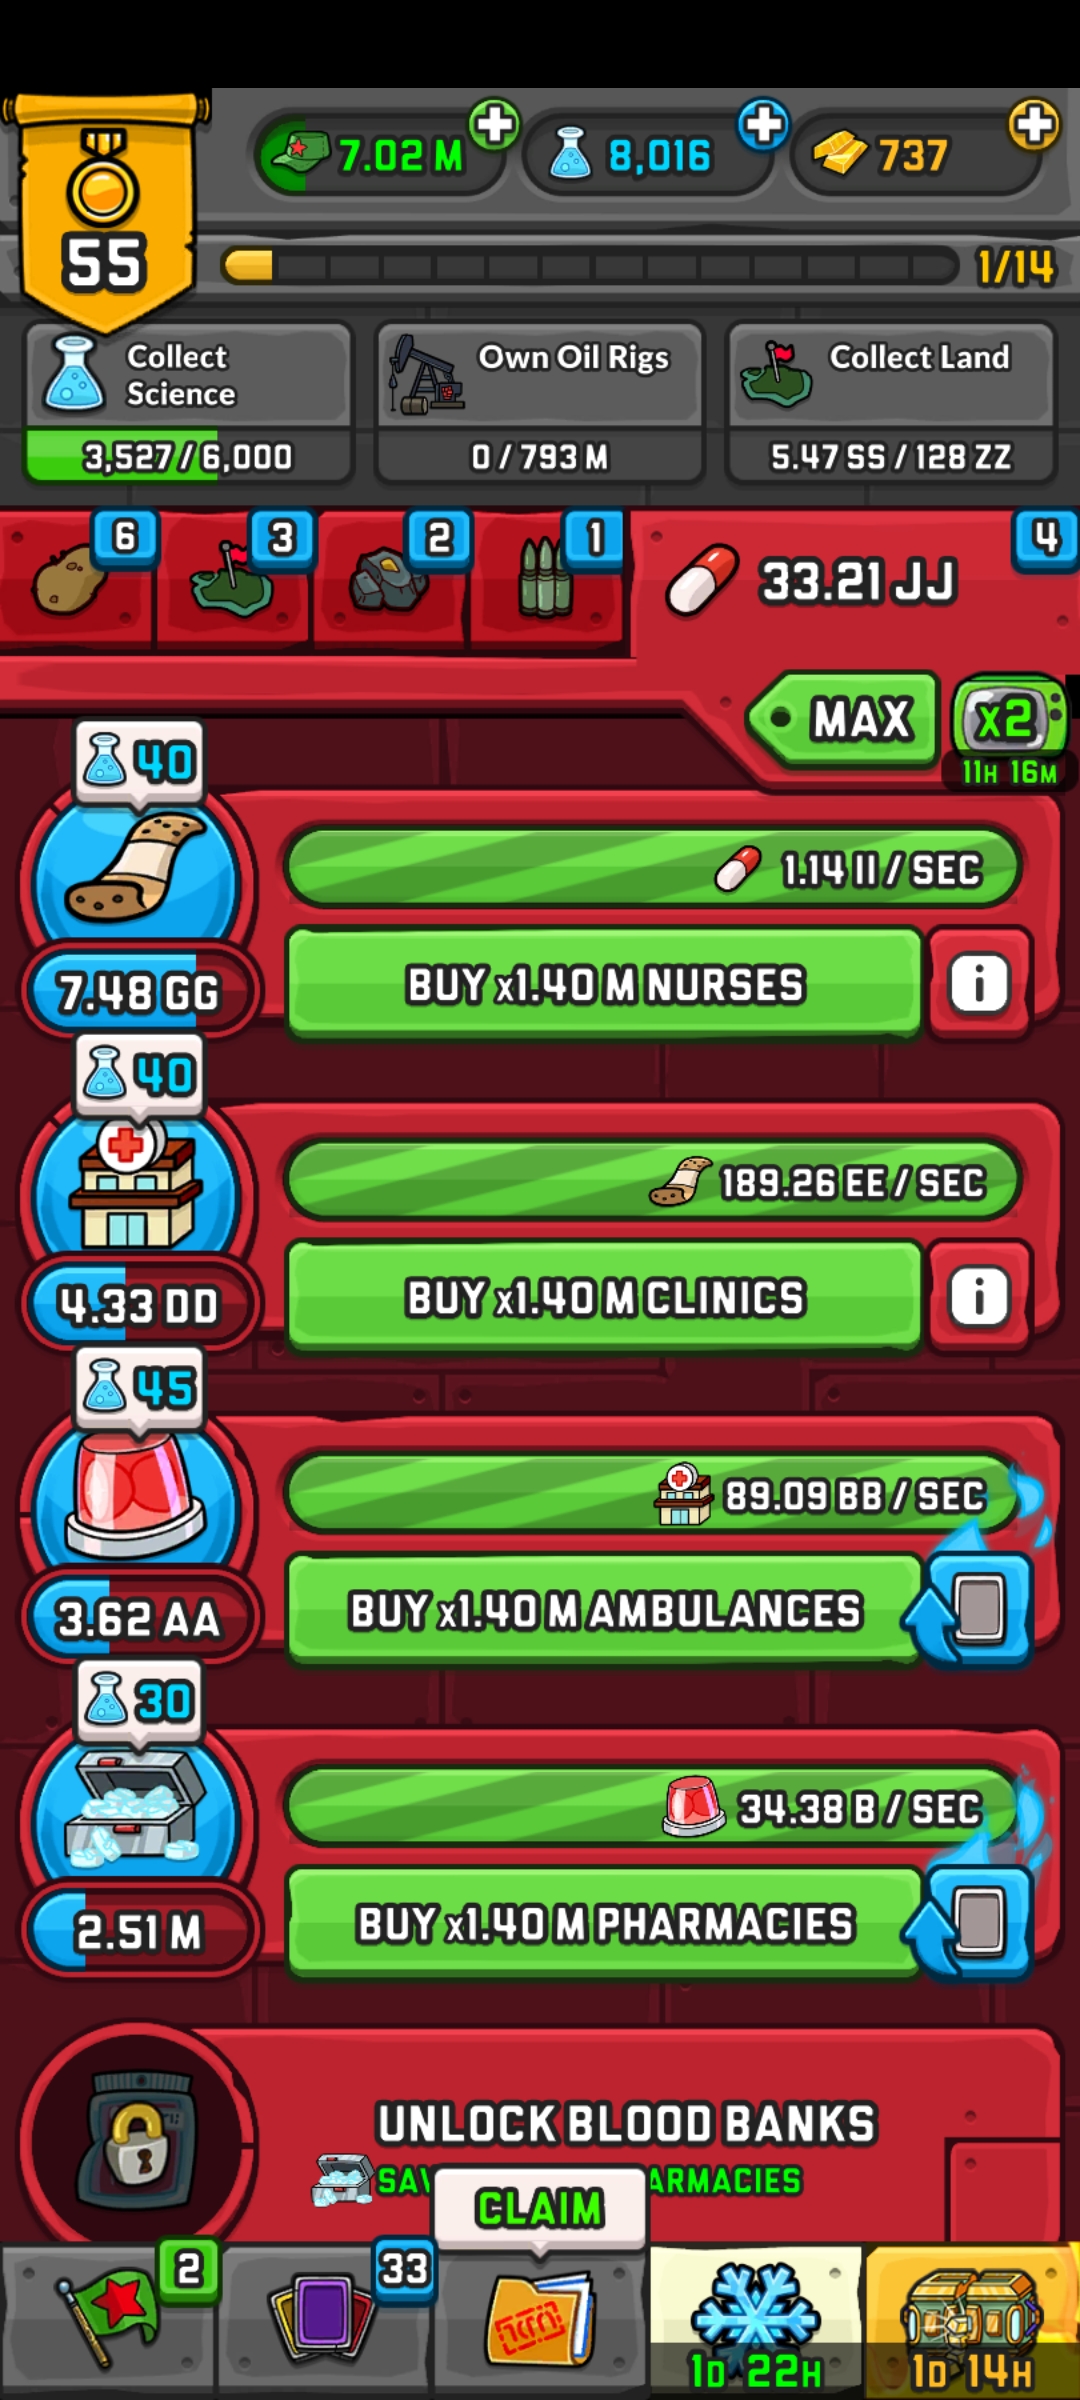 55
7.02 M
8,016
737
1/14
Collect
Science
3,527/6,000
Own Oil Rigs
0/793 M
Collect Land
5.47 SS/128 ZZ
6
3
2
1
33.21 JJ
4
MAX
x2
11H 16M
40
1.14 II/SEC
BUY x1.40 M NURSES
i
7.48 GG
40
189.26 EE/SEC
BUY x1.40 M CLINICS
i
4.33 DD
45
89.09 BB/SEC
BUY x1.40 M AMBULANCES
3.62 AA
30
34.38 B/SEC
BUY x1.40 M PHARMACIES
2.51 M
UNLOCK BLOOD BANKS
CLAIM
2
33
1D 22H
1D 14H